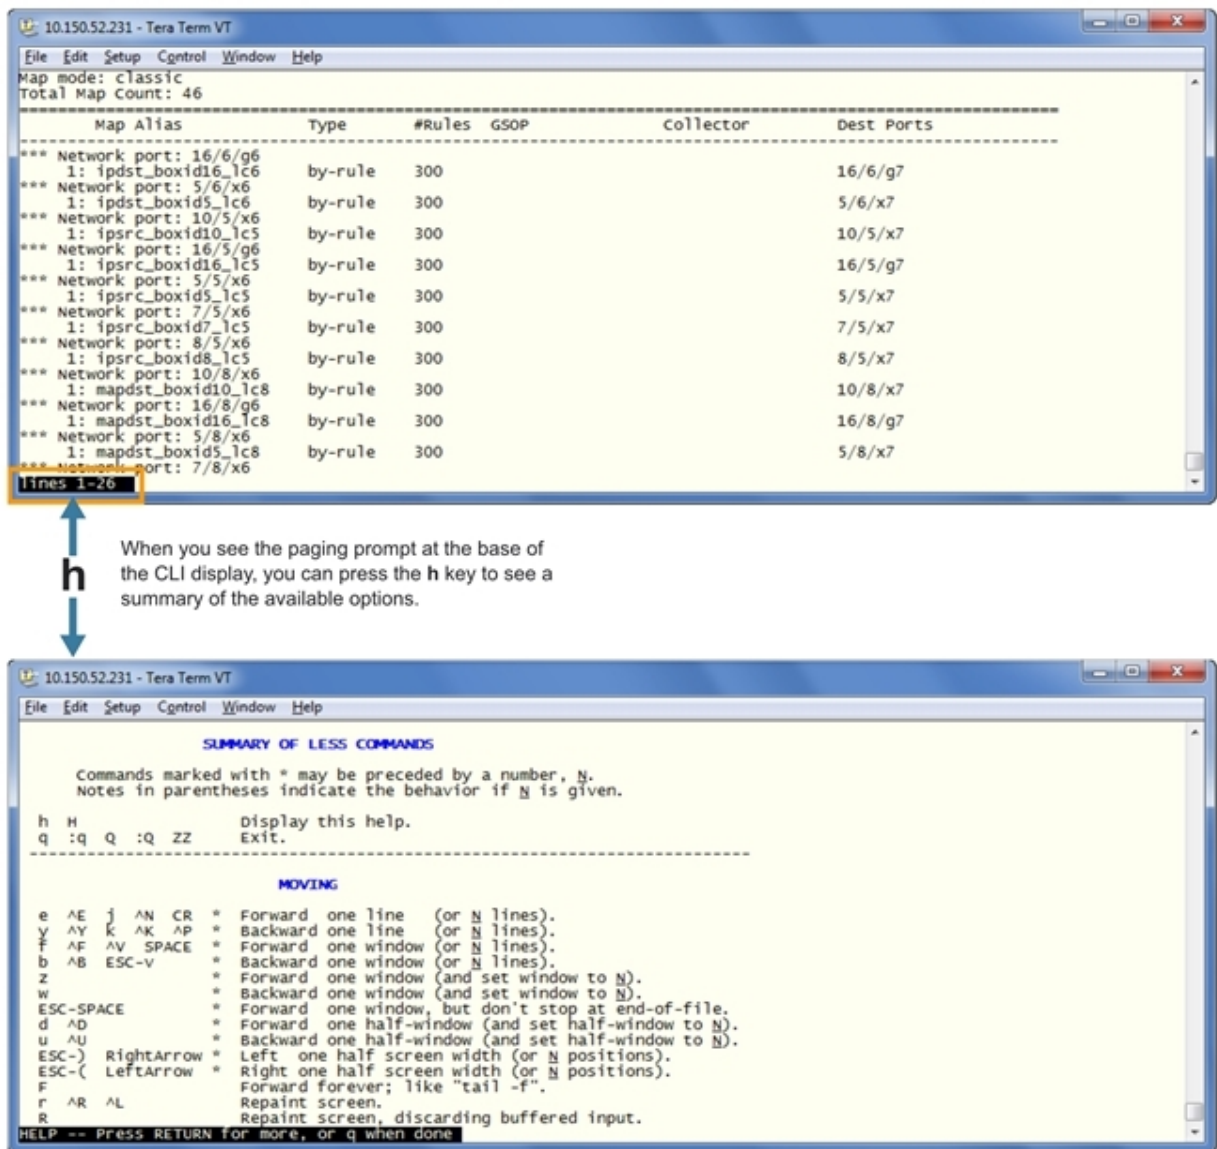 10.150.52.231 - Tera Term VT
File Edit Setup Control Window Help
Map mode: classic
Total Map Count: 46
================================================================================
Map Alias Type #Rules GSOP Collector Dest Ports
--------------------------------------------------------------------------------
*** Network port: 16/6/g6
1: ipdst_boxid16_lc6 by-rule 300 16/6/g7
*** Network port: 5/6/x6
1: ipdst_boxid5_lc6 by-rule 300 5/6/x7
*** Network port: 10/5/x6
1: ipsrc_boxid10_lc5 by-rule 300 10/5/x7
*** Network port: 16/5/g6
1: ipsrc_boxid16_lc5 by-rule 300 16/5/g7
*** Network port: 5/5/x6
1: ipsrc_boxid5_lc5 by-rule 300 5/5/x7
*** Network port: 7/5/x6
1: ipsrc_boxid7_lc5 by-rule 300 7/5/x7
*** Network port: 8/5/x6
1: ipsrc_boxid8_lc5 by-rule 300 8/5/x7
*** Network port: 10/8/x6
1: mapdst_boxid10_lc8 by-rule 300 10/8/x7
*** Network port: 16/8/g6
1: mapdst_boxid16_lc8 by-rule 300 16/8/g7
*** Network port: 5/8/x6
1: mapdst_boxid5_lc8 by-rule 300 5/8/x7
*** Network port: 7/8/x6
lines 1-26
h
When you see the paging prompt at the base of
the CLI display, you can press the h key to see a
summary of the available options.
10.150.52.231 - Tera Term VT
File Edit Setup Control Window Help
SUMMARY OF LESS COMMANDS
Commands marked with * may be preceded by a number, N.
Notes in parentheses indicate the behavior if N is given.
h H Display this help.
q :q Q :Q ZZ Exit.
--------------------------------------------------------------------------------
MOVING
e ^E j ^N CR * Forward one line (or N lines).
y ^Y k ^K ^P * Backward one line (or N lines).
f ^F ^V SPACE * Forward one window (or N lines).
b ^B ESC-v * Backward one window (or N lines).
z * Forward one window (and set window to N).
w * Backward one window (and set window to N).
ESC-SPACE * Forward one window, but don't stop at end-of-file.
d ^D * Forward one half-window (and set half-window to N).
u ^U * Backward one half-window (and set half-window to N).
ESC-) RightArrow * Left one half screen width (or N positions).
ESC-( LeftArrow * Right one half screen width (or N positions).
F Forward forever; like "tail -f".
r ^R ^L Repaint screen.
R Repaint screen, discarding buffered input.
HELP -- Press RETURN for more, or q when done